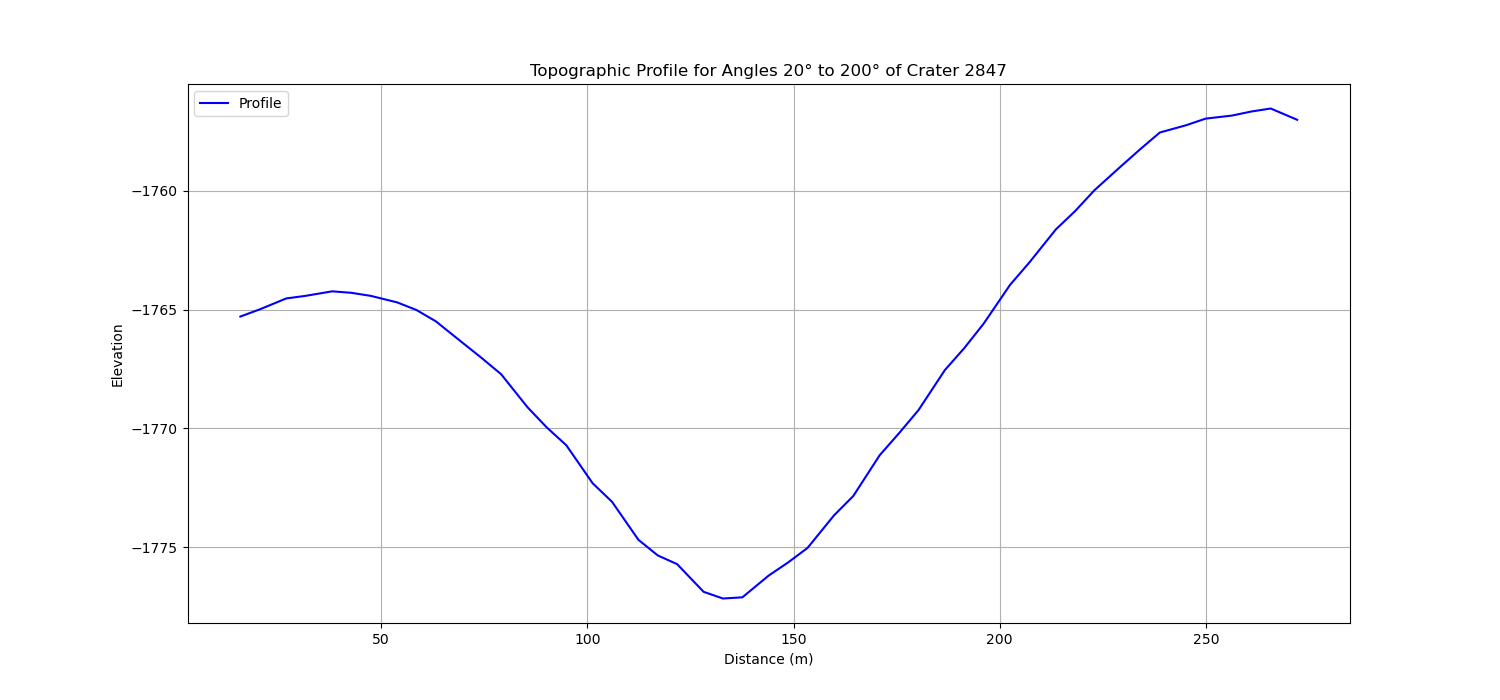 Topographic Profile for Angles 20° to 200° of Crater 2847
Profile
−1760
−1765
−1770
−1775
Elevation
50
100
150
200
250
Distance (m)